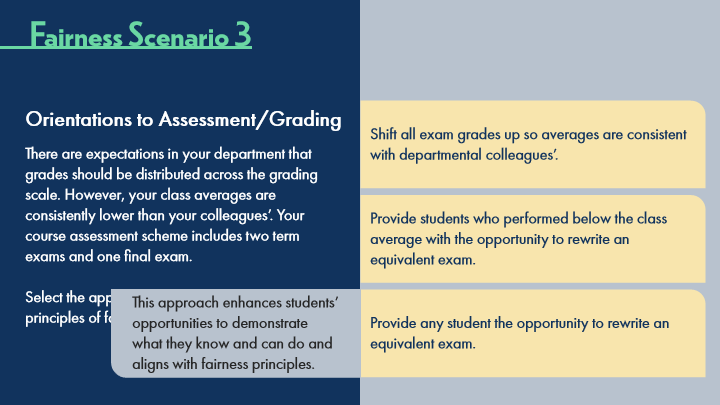 Fairness Scenario 3
Orientations to Assessment/Grading
There are expectations in your department that
grades should be distributed across the grading
scale. However, your class averages are
consistently lower than your colleagues’. Your
course assessment scheme includes two term
exams and one final exam.
Select the app
principles of fa
This approach enhances students’
opportunities to demonstrate
what they know and can do and
aligns with fairness principles.
Shift all exam grades up so averages are consistent
with departmental colleagues’.
Provide students who performed below the class
average with the opportunity to rewrite an
equivalent exam.
Provide any student the opportunity to rewrite an
equivalent exam.